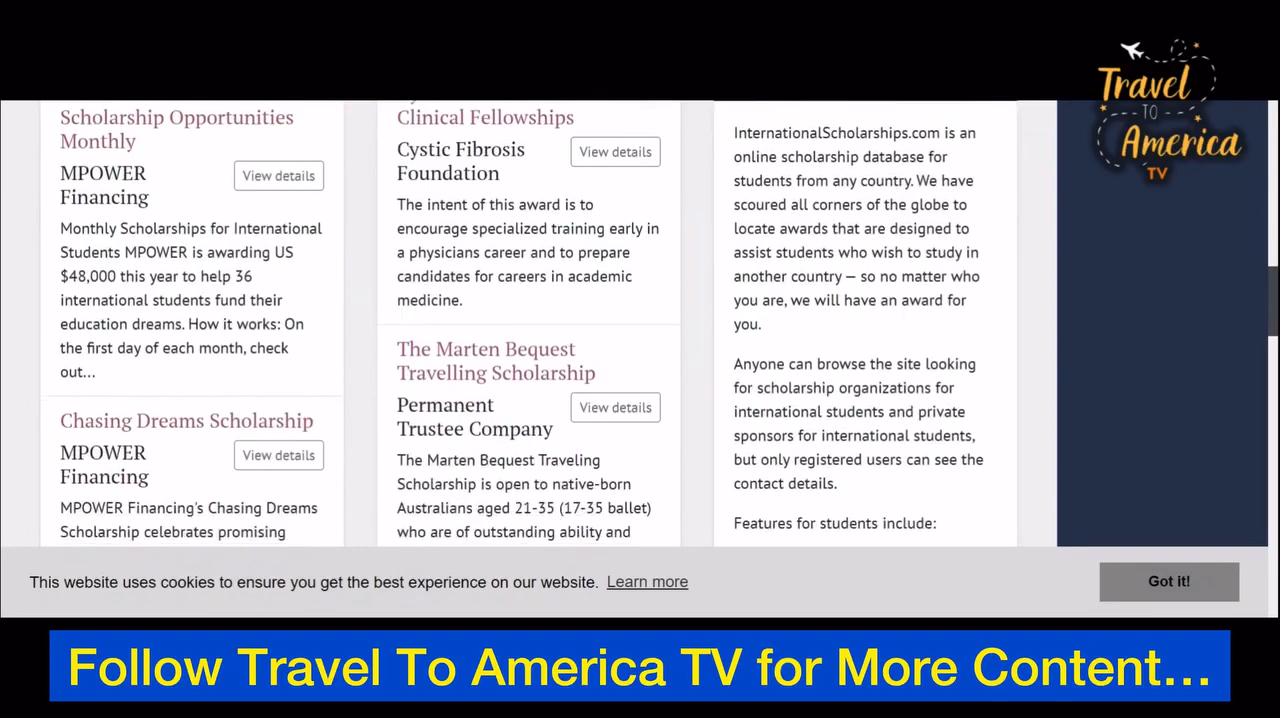 Travel
TO
America
TV
Scholarship Opportunities
Monthly
MPOWER
Financing
View details
Monthly Scholarships for International
Students MPOWER is awarding US
$48,000 this year to help 36
international students fund their
education dreams. How it works: On
the first day of each month, check
out...
Chasing Dreams Scholarship
MPOWER
Financing
View details
MPOWER Financing's Chasing Dreams
Scholarship celebrates promising
Clinical Fellowships
Cystic Fibrosis
Foundation
View details
The intent of this award is to
encourage specialized training early in
a physicians career and to prepare
candidates for careers in academic
medicine.
The Marten Bequest
Travelling Scholarship
Permanent
Trustee Company
View details
The Marten Bequest Traveling
Scholarship is open to native-born
Australians aged 21-35 (17-35 ballet)
who are of outstanding ability and
InternationalScholarships.com is an
online scholarship database for
students from any country. We have
scoured all corners of the globe to
locate awards that are designed to
assist students who wish to study in
another country – so no matter who
you are, we will have an award for
you.
Anyone can browse the site looking
for scholarship organizations for
international students and private
sponsors for international students,
but only registered users can see the
contact details.
Features for students include:
This website uses cookies to ensure you get the best experience on our website. Learn more
Got it!
Follow Travel To America TV for More Content...